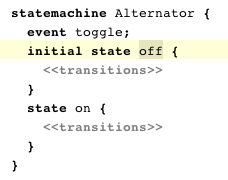 statemachine Alternator {
event toggle;
initial state off {
<<transitions>>
}
state on {
<<transitions>>
}
}